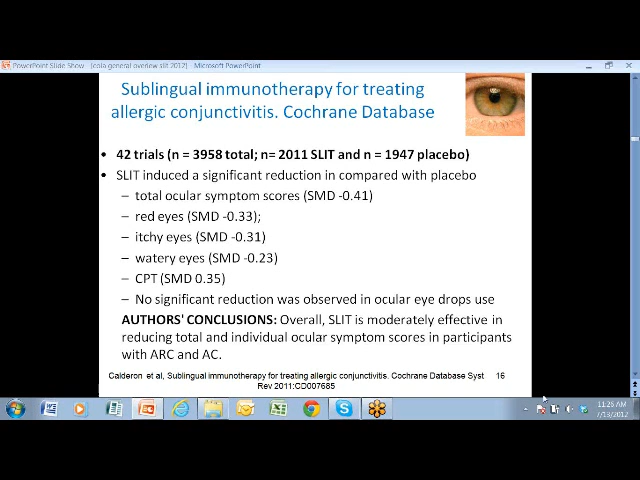 PowerPoint Slide Show - [cola general overiew slit 2012] - Microsoft PowerPoint
Sublingual immunotherapy for treating
allergic conjunctivitis. Cochrane Database
• 42 trials (n = 3958 total; n= 2011 SLIT and n = 1947 placebo)
• SLIT induced a significant reduction in compared with placebo
– total ocular symptom scores (SMD -0.41)
– red eyes (SMD -0.33);
– itchy eyes (SMD -0.31)
– watery eyes (SMD -0.23)
– CPT (SMD 0.35)
– No significant reduction was observed in ocular eye drops use
AUTHORS' CONCLUSIONS: Overall, SLIT is moderately effective in
reducing total and individual ocular symptom scores in participants
with ARC and AC.
Calderon et al, Sublingual immunotherapy for treating allergic conjunctivitis. Cochrane Database Syst
Rev 2011:CD007685
16
11:26 AM
7/13/2012